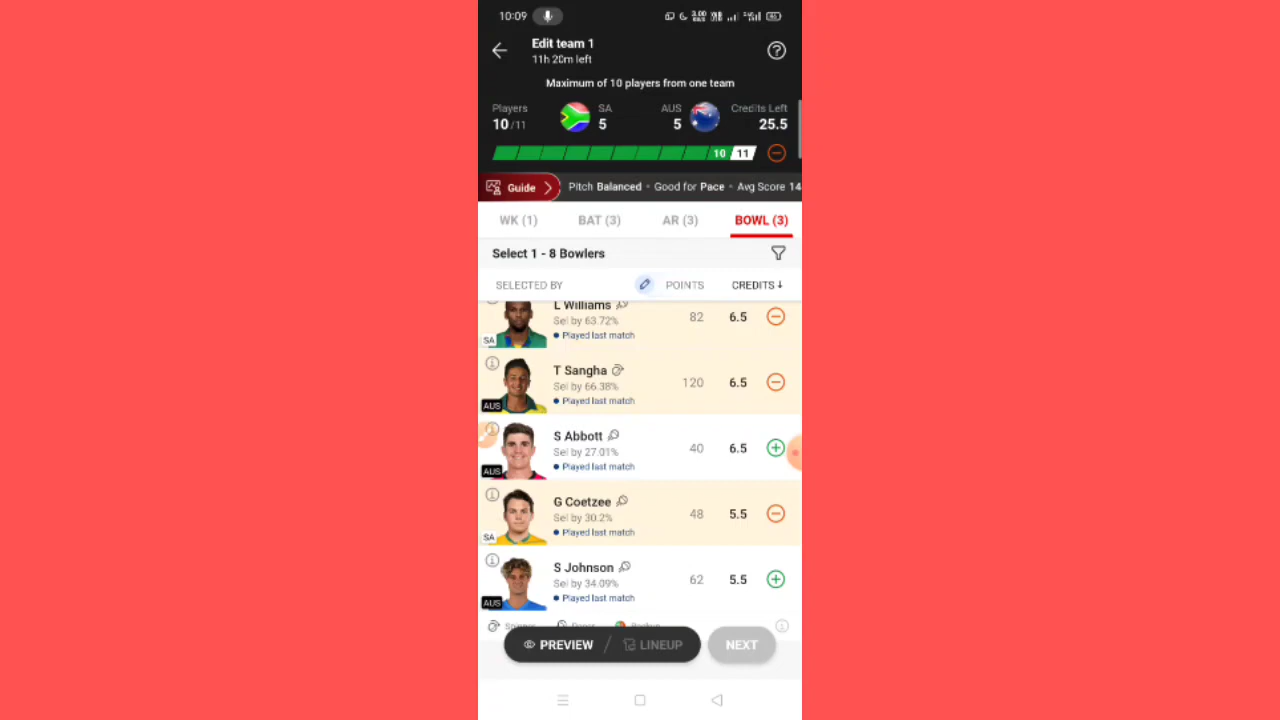 10:09
3.00
Edit team 1
11h 20m left
Maximum of 10 players from one team
Players SA AUS Credits Left
10/11 5 5 25.5
10 11
Guide Pitch Balanced • Good for Pace • Avg Score 14
WK (1) BAT (3) AR (3) BOWL (3)
Select 1 - 8 Bowlers
SELECTED BY POINTS CREDITS↓
L Williams
Sel by 63.72% 82 6.5
SA Played last match
T Sangha
Sel by 66.38% 120 6.5
AUS Played last match
S Abbott
Sel by 27.01% 40 6.5
AUS Played last match
G Coetzee
Sel by 30.2% 48 5.5
SA Played last match
S Johnson
Sel by 34.09% 62 5.5
AUS Played last match
PREVIEW / LINEUP NEXT